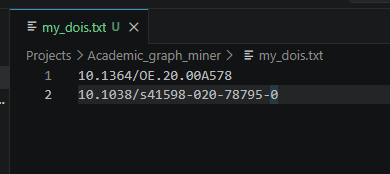 my_dois.txt U
Projects > Academic_graph_miner > my_dois.txt
1 10.1364/OE.20.00A578
2 10.1038/s41598-020-78795-0